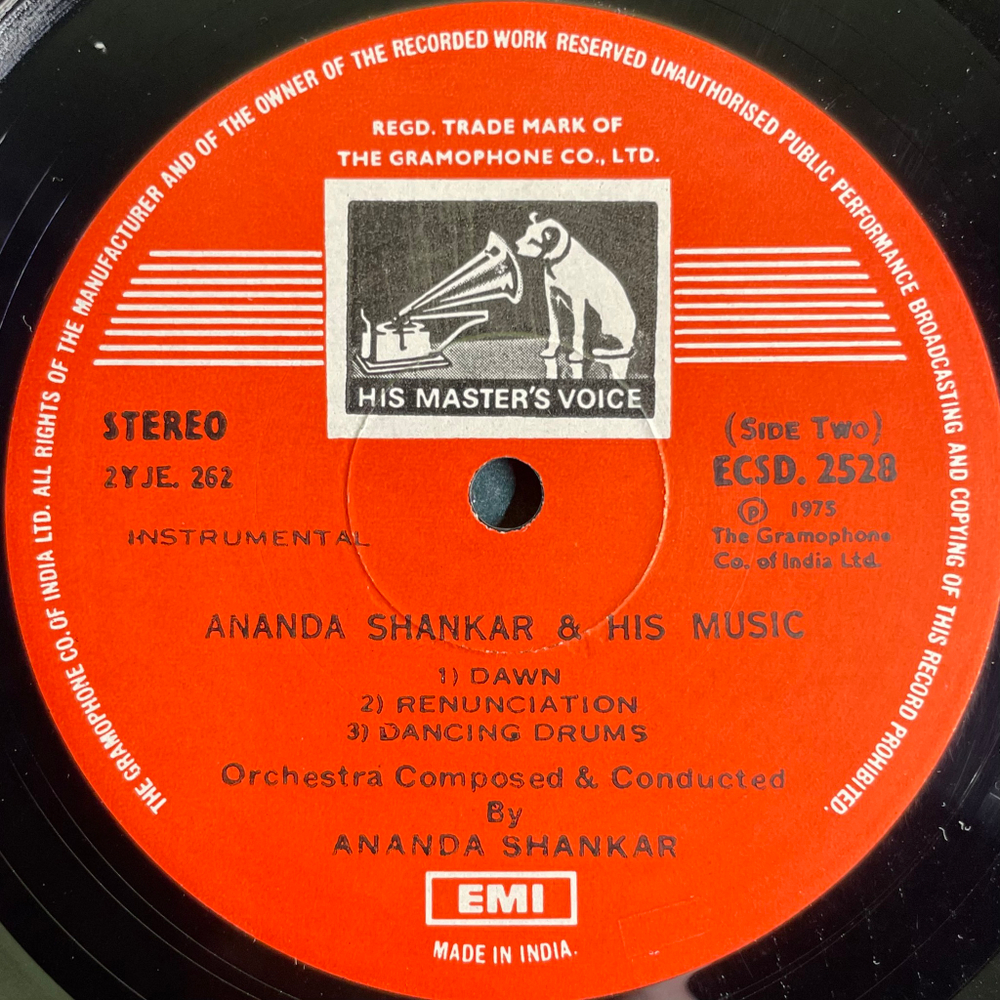 THE GRAMOPHONE CO. OF INDIA LTD. ALL RIGHTS OF THE MANUFACTURER AND OF THE OWNER OF THE RECORDED WORK RESERVED UNAUTHORISED PUBLIC PERFORMANCE BROADCASTING AND COPYING OF THIS RECORD PROHIBITED.
REGD. TRADE MARK OF
THE GRAMOPHONE CO., LTD.
HIS MASTER'S VOICE
STEREO
2YJE. 262
INSTRUMENTAL
(SIDE TWO)
ECSD. 2528
℗ 1975
The Gramophone
Co. of India Ltd.
ANANDA SHANKAR & HIS MUSIC
1) DAWN
2) RENUNCIATION
3) DANCING DRUMS
Orchestra Composed & Conducted
By
ANANDA SHANKAR
EMI
MADE IN INDIA.